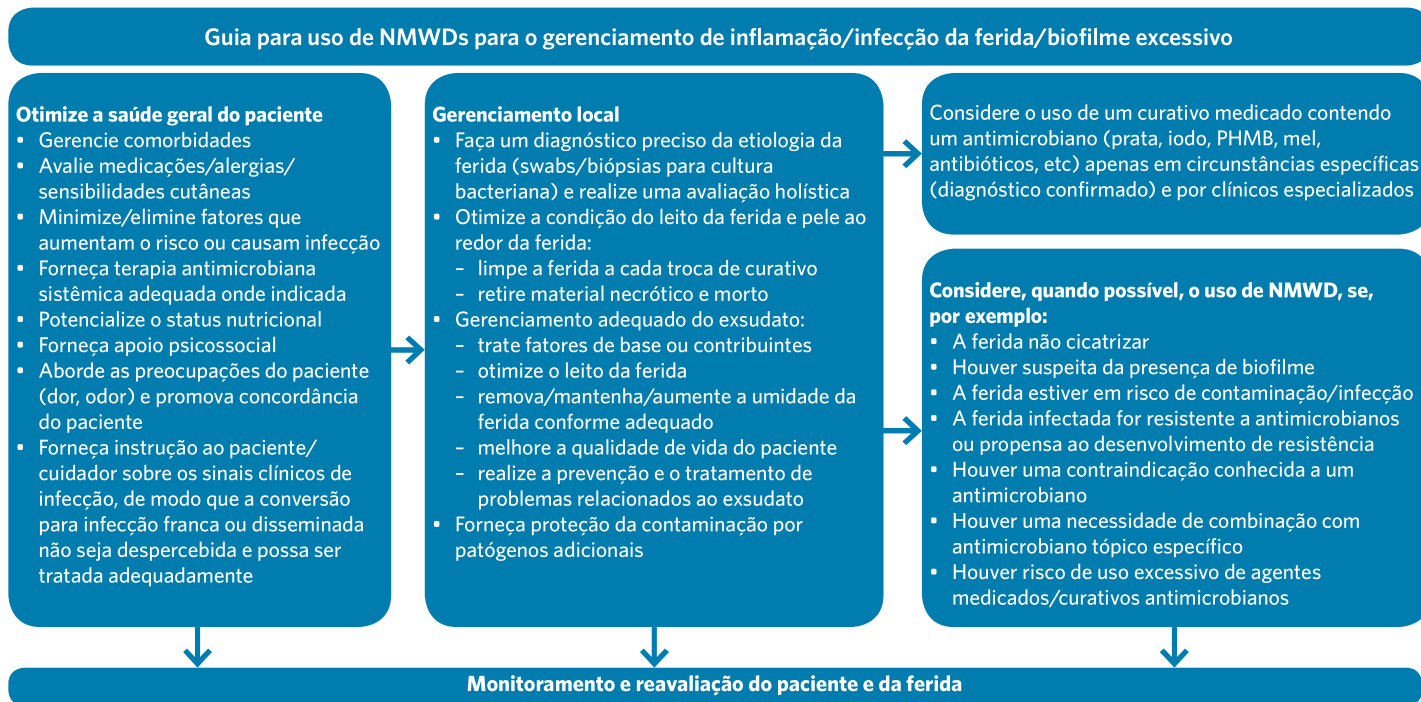 Guia para uso de NMWDs para o gerenciamento de inflamação/infecção da ferida/biofilme excessivo
Otimize a saúde geral do paciente
• Gerencie comorbidades
• Avalie medicações/alergias/
sensibilidades cutâneas
• Minimize/elimine fatores que
aumentam o risco ou causam infecção
• Forneça terapia antimicrobiana
sistêmica adequada onde indicada
• Potencialize o status nutricional
• Forneça apoio psicossocial
• Aborde as preocupações do paciente
(dor, odor) e promova concordância
do paciente
• Forneça instrução ao paciente/
cuidador sobre os sinais clínicos de
infecção, de modo que a conversão
para infecção franca ou disseminada
não seja despercebida e possa ser
tratada adequadamente
Gerenciamento local
• Faça um diagnóstico preciso da etiologia da
ferida (swabs/biópsias para cultura
bacteriana) e realize uma avaliação holística
• Otimize a condição do leito da ferida e pele ao
redor da ferida:
– limpe a ferida a cada troca de curativo
– retire material necrótico e morto
• Gerenciamento adequado do exsudato:
– trate fatores de base ou contribuintes
– otimize o leito da ferida
– remova/mantenha/aumente a umidade da
ferida conforme adequado
– melhore a qualidade de vida do paciente
– realize a prevenção e o tratamento de
problemas relacionados ao exsudato
• Forneça proteção da contaminação por
patógenos adicionais
Considere o uso de um curativo medicado contendo
um antimicrobiano (prata, iodo, PHMB, mel,
antibióticos, etc) apenas em circunstâncias específicas
(diagnóstico confirmado) e por clínicos especializados
Considere, quando possível, o uso de NMWD, se,
por exemplo:
• A ferida não cicatrizar
• Houver suspeita da presença de biofilme
• A ferida estiver em risco de contaminação/infecção
• A ferida infectada for resistente a antimicrobianos
ou propensa ao desenvolvimento de resistência
• Houver uma contraindicação conhecida a um
antimicrobiano
• Houver uma necessidade de combinação com
antimicrobiano tópico específico
• Houver risco de uso excessivo de agentes
medicados/curativos antimicrobianos
Monitoramento e reavaliação do paciente e da ferida